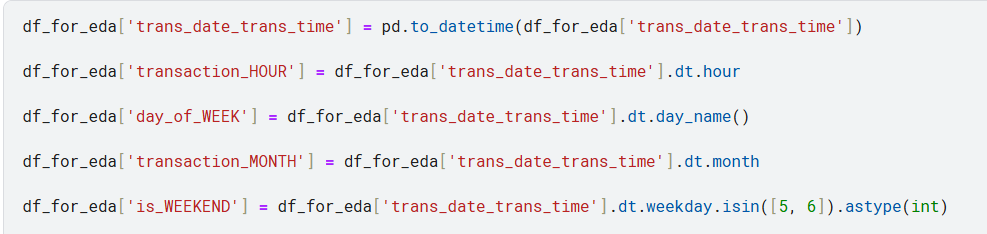 df_for_eda['trans_date_trans_time'] = pd.to_datetime(df_for_eda['trans_date_trans_time'])
df_for_eda['transaction_HOUR'] = df_for_eda['trans_date_trans_time'].dt.hour
df_for_eda['day_of_WEEK'] = df_for_eda['trans_date_trans_time'].dt.day_name()
df_for_eda['transaction_MONTH'] = df_for_eda['trans_date_trans_time'].dt.month
df_for_eda['is_WEEKEND'] = df_for_eda['trans_date_trans_time'].dt.weekday.isin([5, 6]).astype(int)